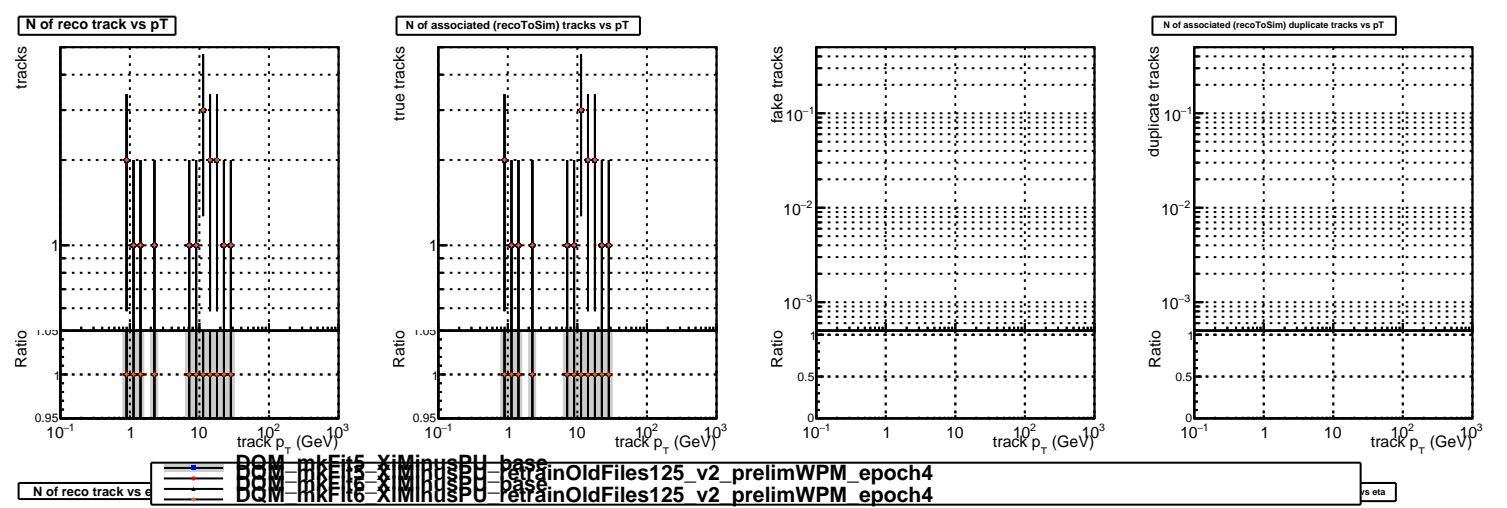 N of reco track vs pT
N of associated (recoToSim) tracks vs pT
N of associated (recoToSim) duplicate tracks vs pT
tracks
1
1.05
Ratio
1
0.95
10⁻¹ 1 10 10² 10³
track p_T (GeV)
true tracks
1
1.05
Ratio
1
0.95
10⁻¹ 1 10 10² 10³
track p_T (GeV)
fake tracks
10⁻¹
10⁻²
10⁻³
Ratio
1
0.5
0
10⁻¹ 1 10 10² 10³
track p_T (GeV)
duplicate tracks
10⁻¹
10⁻²
10⁻³
Ratio
1
0.5
0
10⁻¹ 1 10 10² 10³
track p_T (GeV)
DQM_mkFit5_XiMinusPU_base
DQM_mkFit5_XiMinusPU_retrainOldFiles125_v2_prelimWPM_epoch4
DQM_mkFit6_XiMinusPU_base
DQM_mkFit6_XiMinusPU_retrainOldFiles125_v2_prelimWPM_epoch4
N of reco track vs e
vs eta